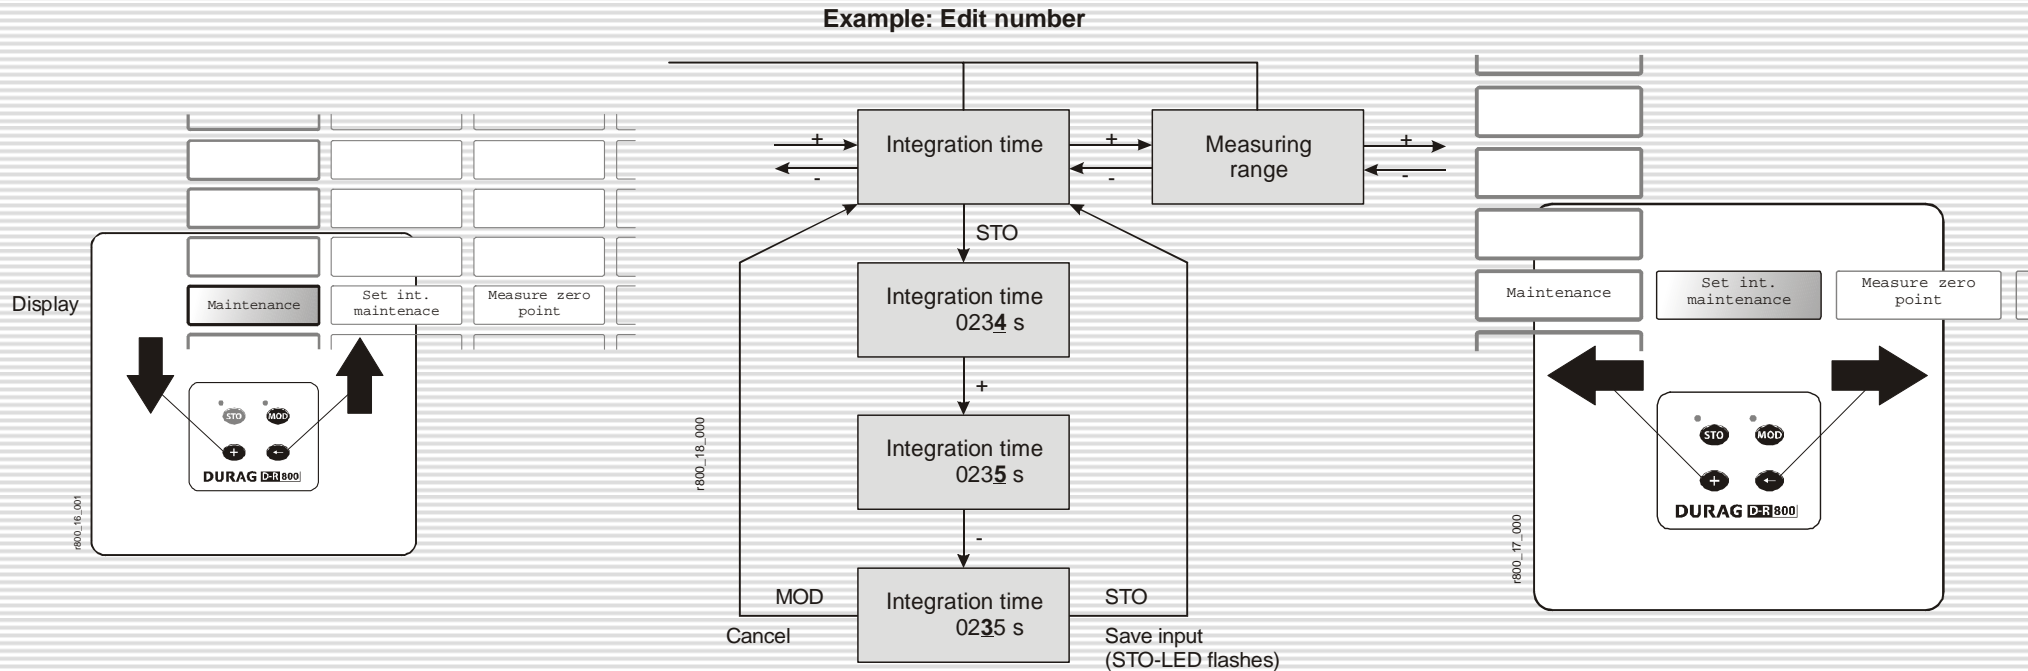 Example: Edit number
Display
Maintenance
Set int.
maintenace
Measure zero
point
STO
MOD
+
←
DURAG D-R 800
r800_16_001
+
-
Integration time
+
-
Measuring
range
+
-
STO
Integration time
0234 s
+
Integration time
0235 s
-
Integration time
0235 s
MOD
Cancel
STO
Save input
(STO-LED flashes)
r800_18_000
Maintenance
Set int.
maintenance
Measure zero
point
STO
MOD
+
←
DURAG D-R 800
r800_17_000